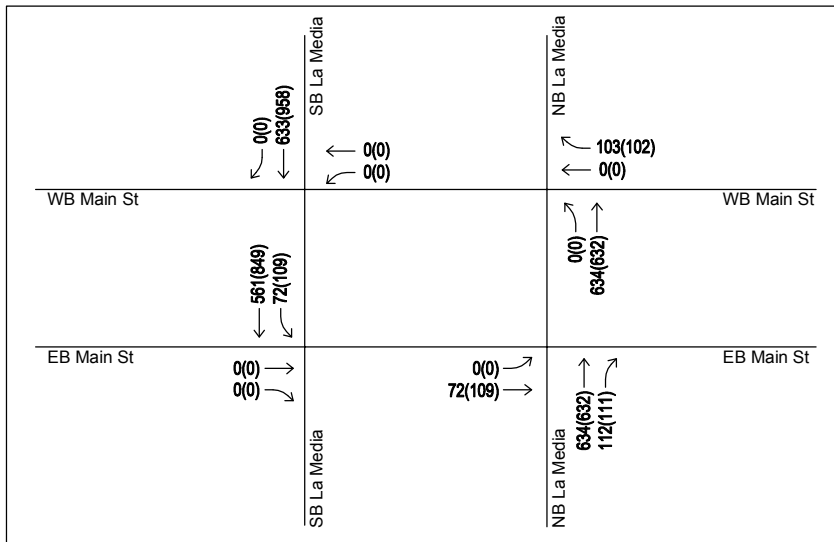 SB La Media
NB La Media
0(0)
633(958)
0(0)
0(0)
103(102)
0(0)
WB Main St
WB Main St
561(849)
72(109)
0(0)
634(632)
EB Main St
EB Main St
0(0)
0(0)
0(0)
72(109)
634(632)
112(111)
SB La Media
NB La Media